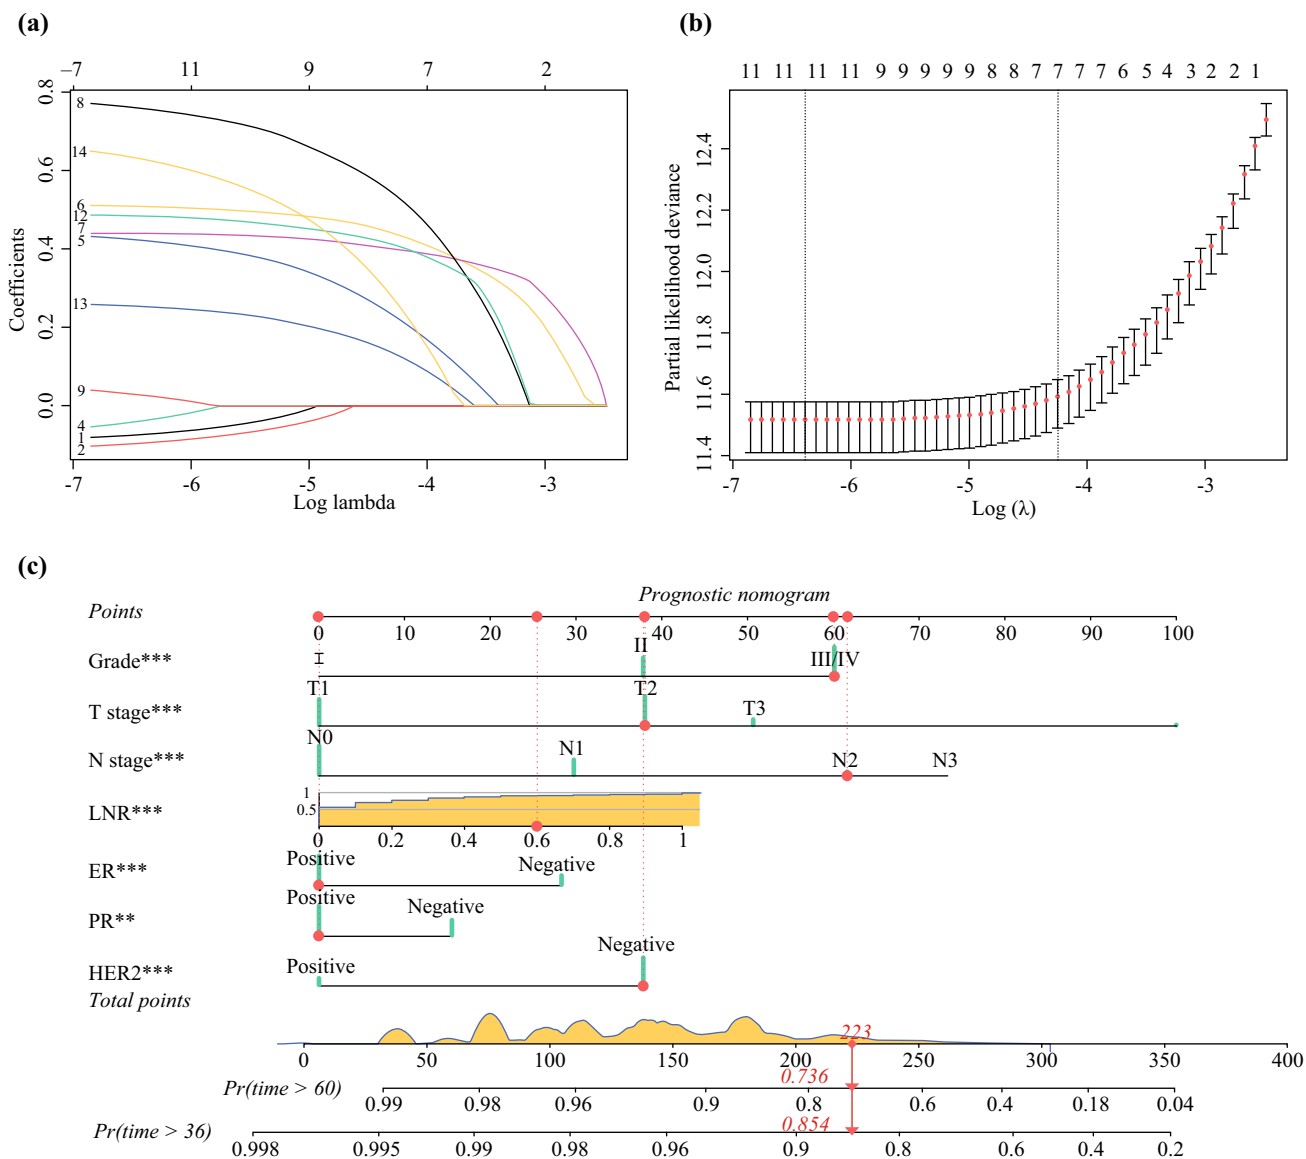 (a)
−7 11 9 7 2
0.8
0.6
0.4
0.2
0.0
Coefficients
8
14
6
12
7
5
13
9
4
1
2
-7 -6 -5 -4 -3
Log lambda
(b)
11 11 11 11 9 9 9 9 9 8 8 7 7 7 6 5 4 3 2 2 1
12.4
12.2
12.0
11.8
11.6
11.4
Partial likelihood deviance
-7 -6 -5 -4 -3
Log (λ)
(c)
Prognostic nomogram
Points
0 10 20 30 40 50 60 70 80 90 100
Grade***
I II III/IV
T stage***
T1 T2 T3
N stage***
N0 N1 N2 N3
LNR***
1
0.5
0 0.2 0.4 0.6 0.8 1
ER***
Positive Negative
PR**
Positive Negative
HER2***
Positive Negative
Total points
223
0 50 100 150 200 250 300 350 400
0.736
Pr(time > 60)
0.99 0.98 0.96 0.9 0.8 0.6 0.4 0.18 0.04
0.854
Pr(time > 36)
0.998 0.995 0.99 0.98 0.96 0.9 0.8 0.6 0.4 0.2